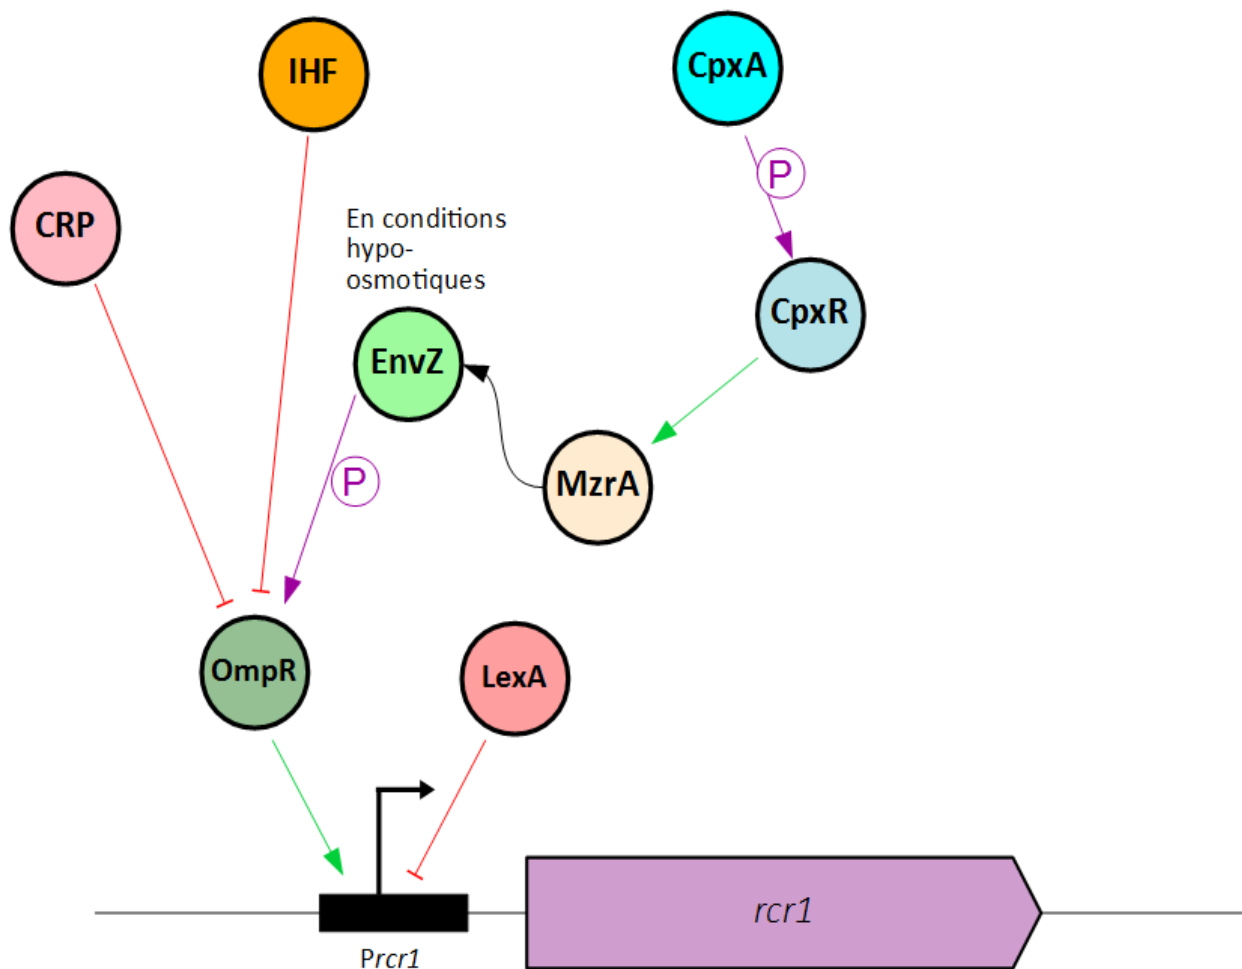 IHF
CpxA
P
CRP
En conditions
hypo-
osmotiques
CpxR
EnvZ
P
MzrA
OmpR
LexA
rcr1
Prcr1